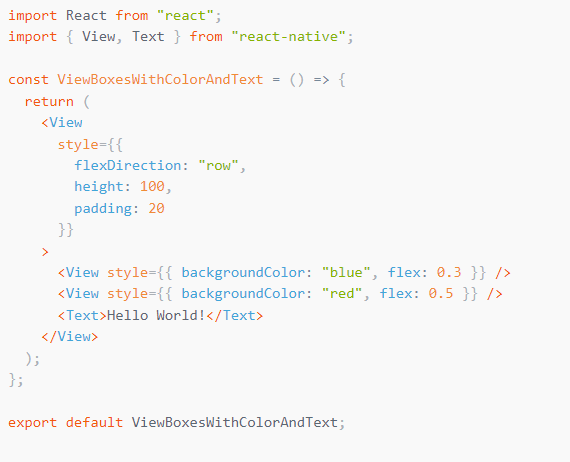 import React from "react";
import { View, Text } from "react-native";

const ViewBoxesWithColorAndText = () => {
  return (
    <View
      style={{
        flexDirection: "row",
        height: 100,
        padding: 20
      }}
    >
      <View style={{ backgroundColor: "blue", flex: 0.3 }} />
      <View style={{ backgroundColor: "red", flex: 0.5 }} />
      <Text>Hello World!</Text>
    </View>
  );
};

export default ViewBoxesWithColorAndText;